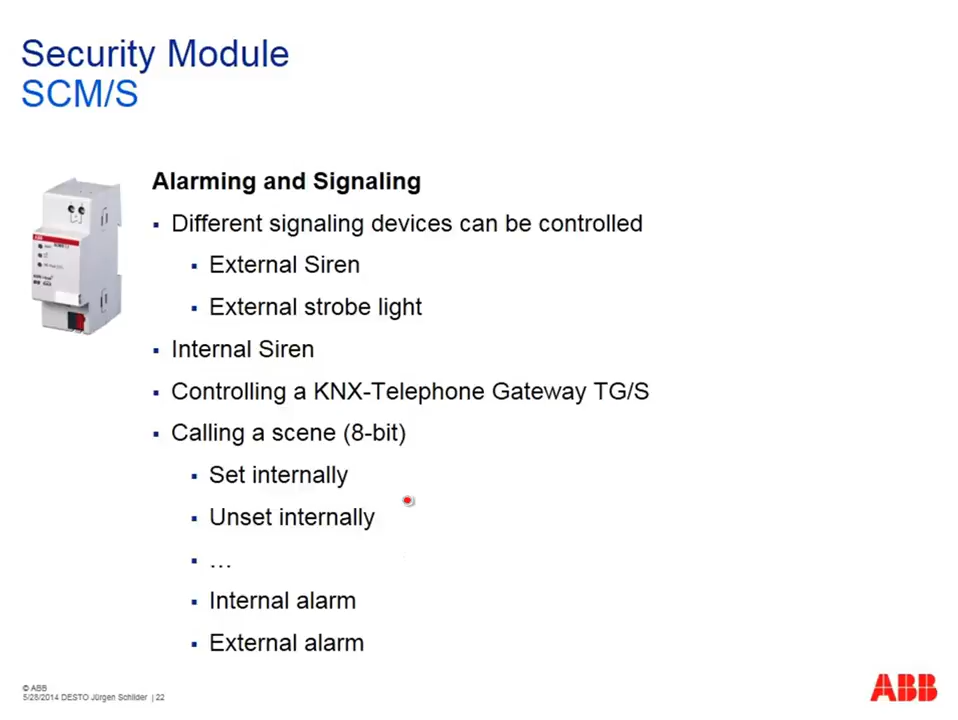 Security Module
SCM/S
Alarming and Signaling
▪ Different signaling devices can be controlled
▪ External Siren
▪ External strobe light
▪ Internal Siren
▪ Controlling a KNX-Telephone Gateway TG/S
▪ Calling a scene (8-bit)
▪ Set internally
▪ Unset internally
▪ …
▪ Internal alarm
▪ External alarm
© ABB
5/28/2014 DESTO Jürgen Schilder | 22
ABB